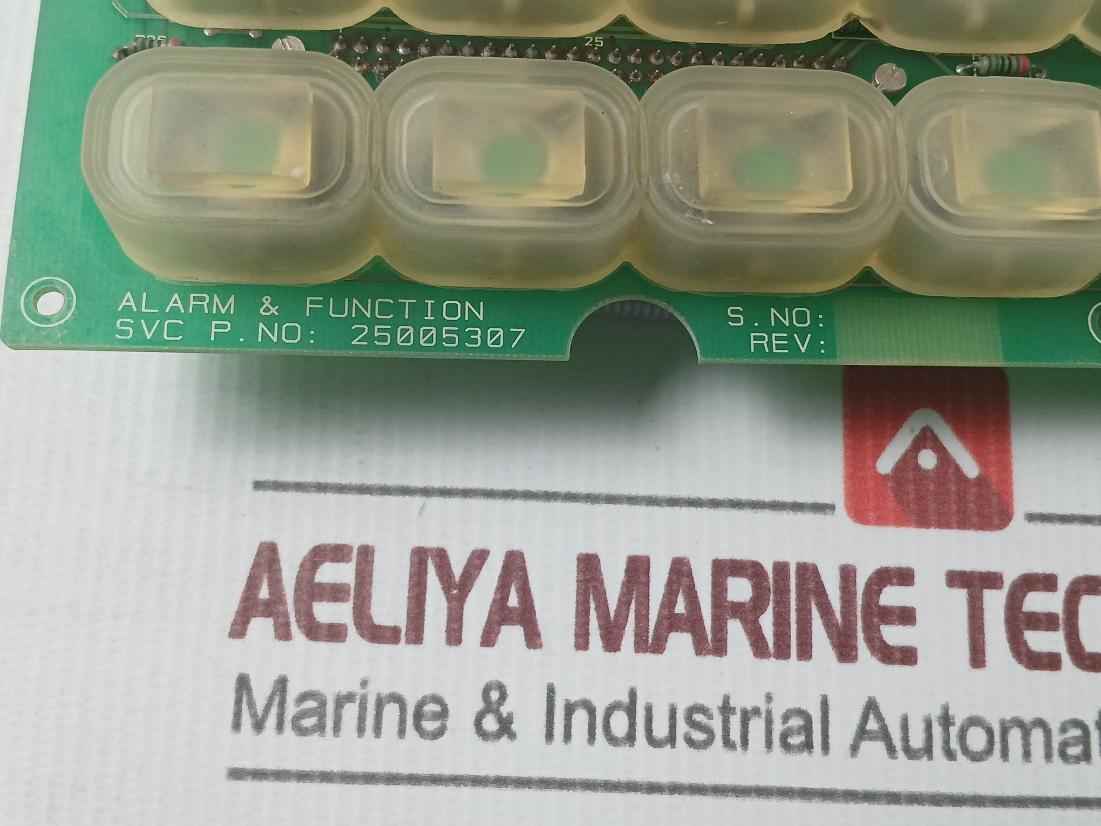 25
ALARM & FUNCTION
SVC P.NO: 25005307
S.NO:
REV:
AELIYA MARINE TEC
Marine & Industrial Automat